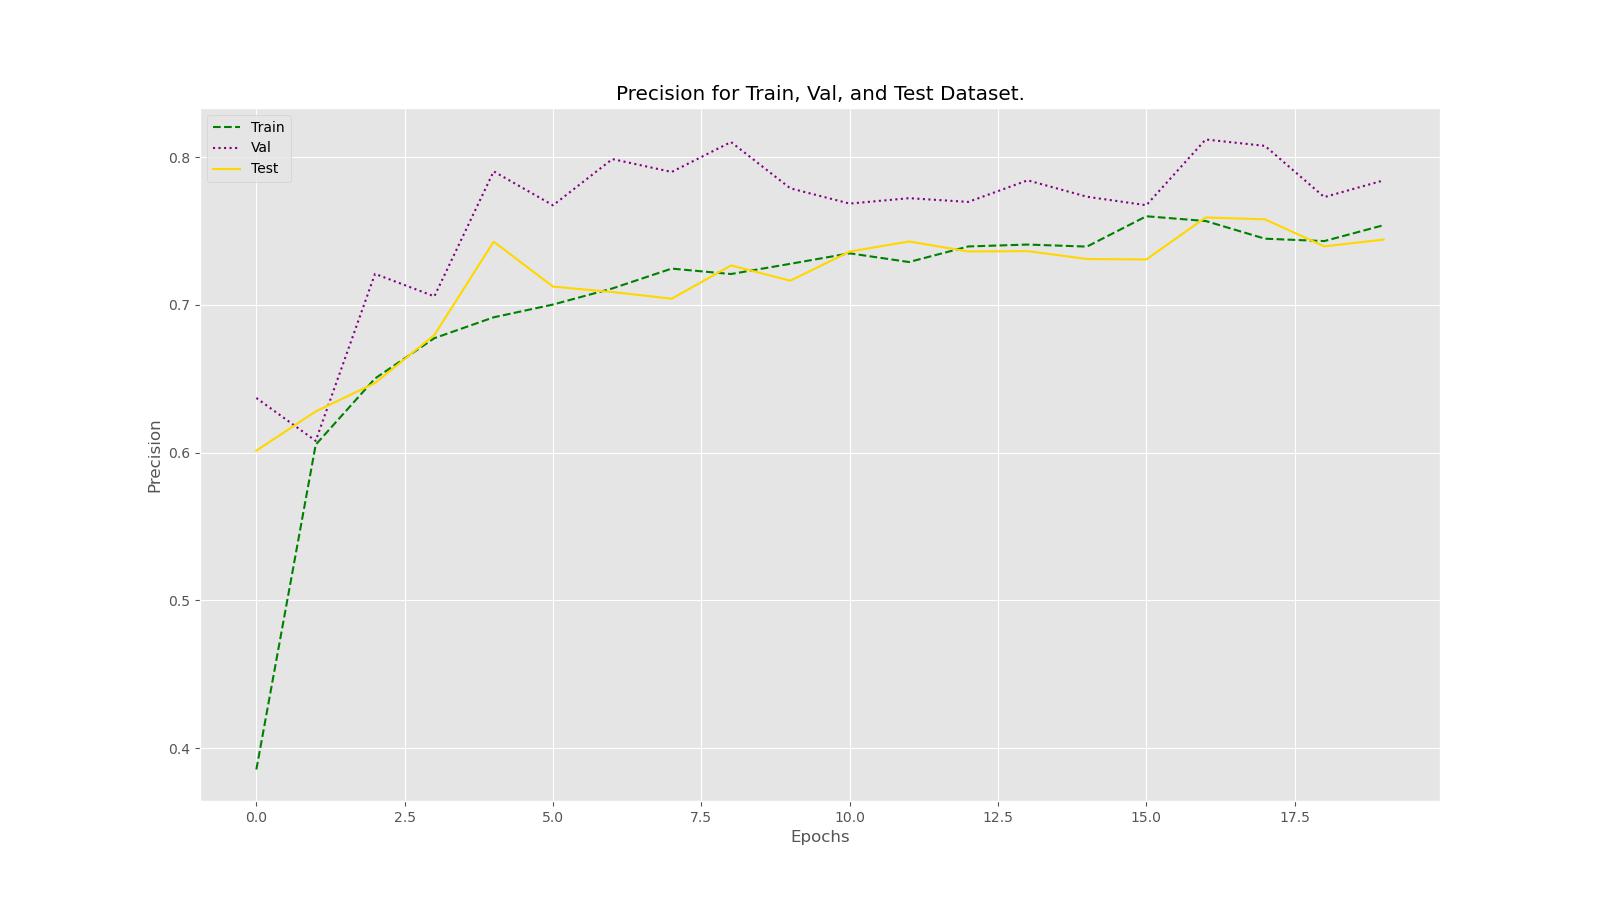 Precision for Train, Val, and Test Dataset.
Train
Val
Test
0.8
0.7
0.6
0.5
0.4
Precision
0.0 2.5 5.0 7.5 10.0 12.5 15.0 17.5
Epochs